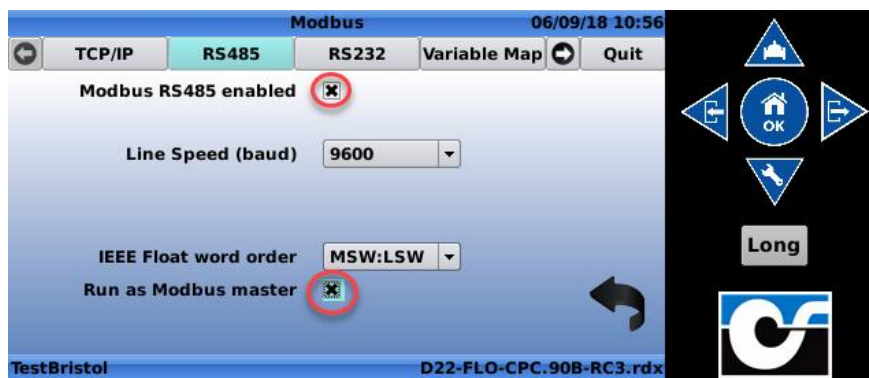 Modbus 06/09/18 10:56
TCP/IP RS485 RS232 Variable Map Quit
Modbus RS485 enabled
OK
Line Speed (baud) 9600
IEEE Float word order MSW:LSW
Long
Run as Modbus master
TestBristol D22-FLO-CPC.90B-RC3.rdx